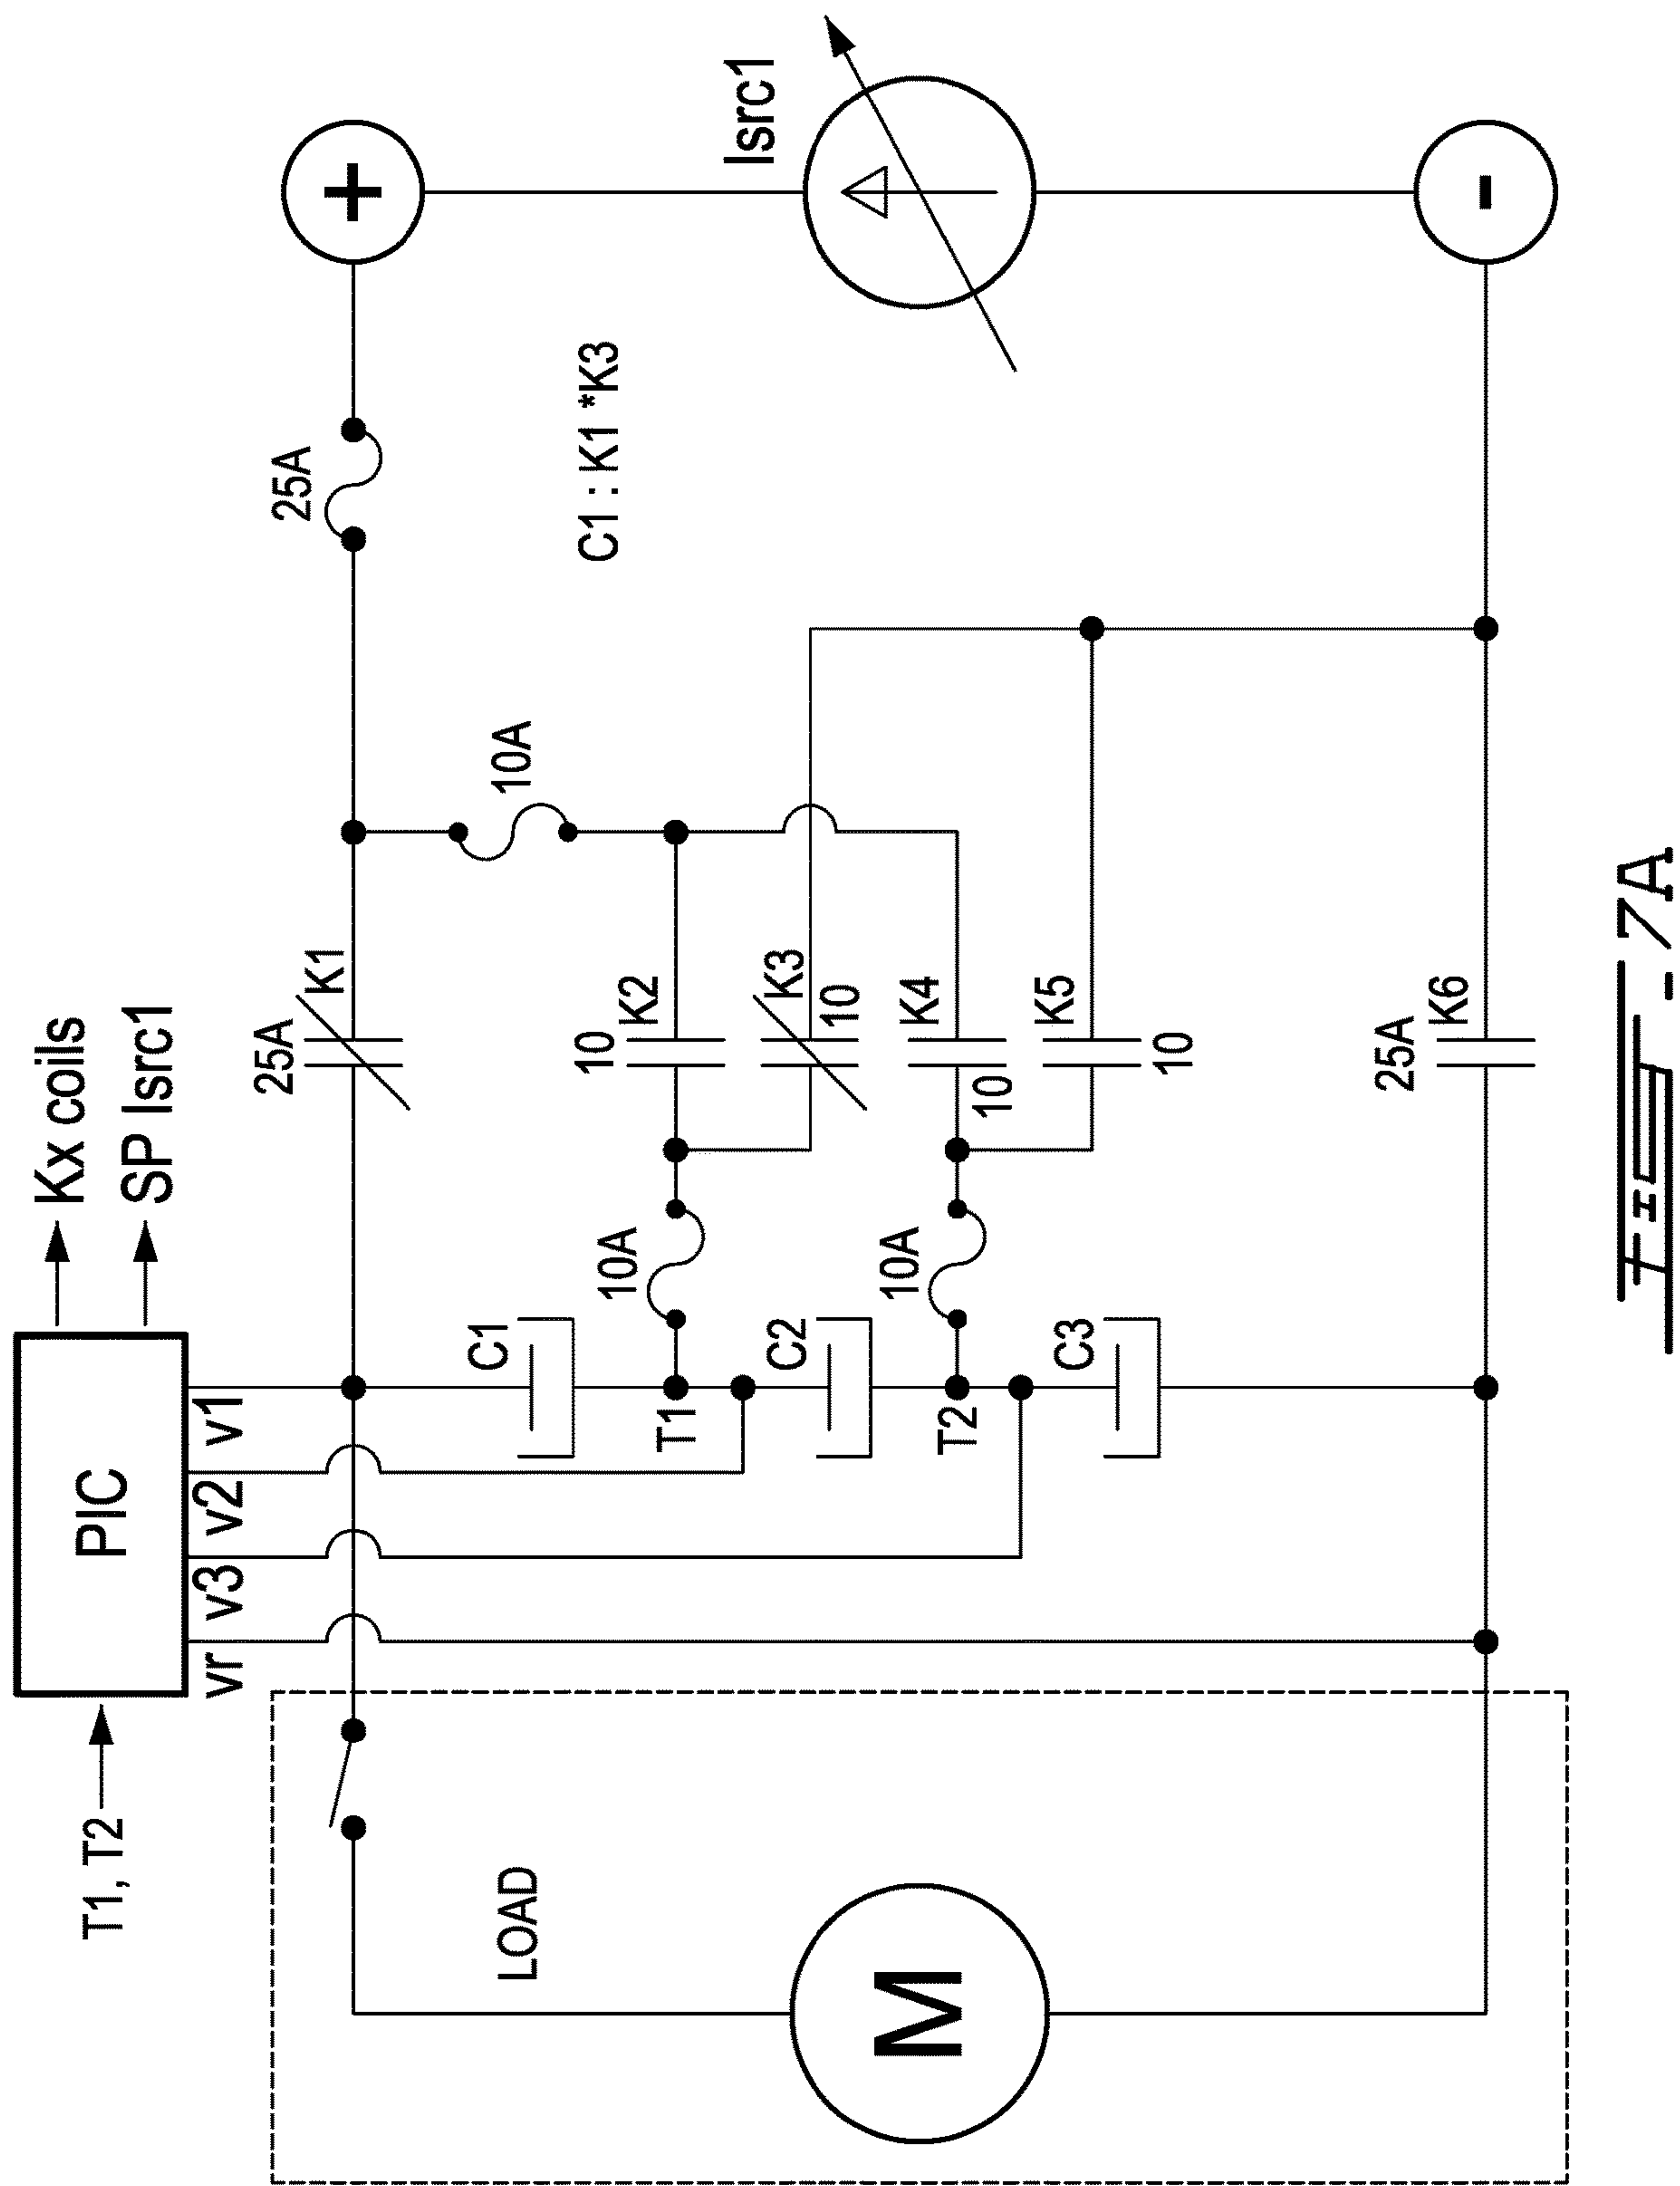 Kx coils
SP Isrc1
PIC
T1, T2
v1
v2
v3
vr
25A
K1
25A
+
Isrc1
-
C1 : K1 *K3
10A
10
K2
K3
10
K4
10
K5
10
25A
K6
10A
10A
C1
T1
C2
T2
C3
LOAD
M
FIG-7A